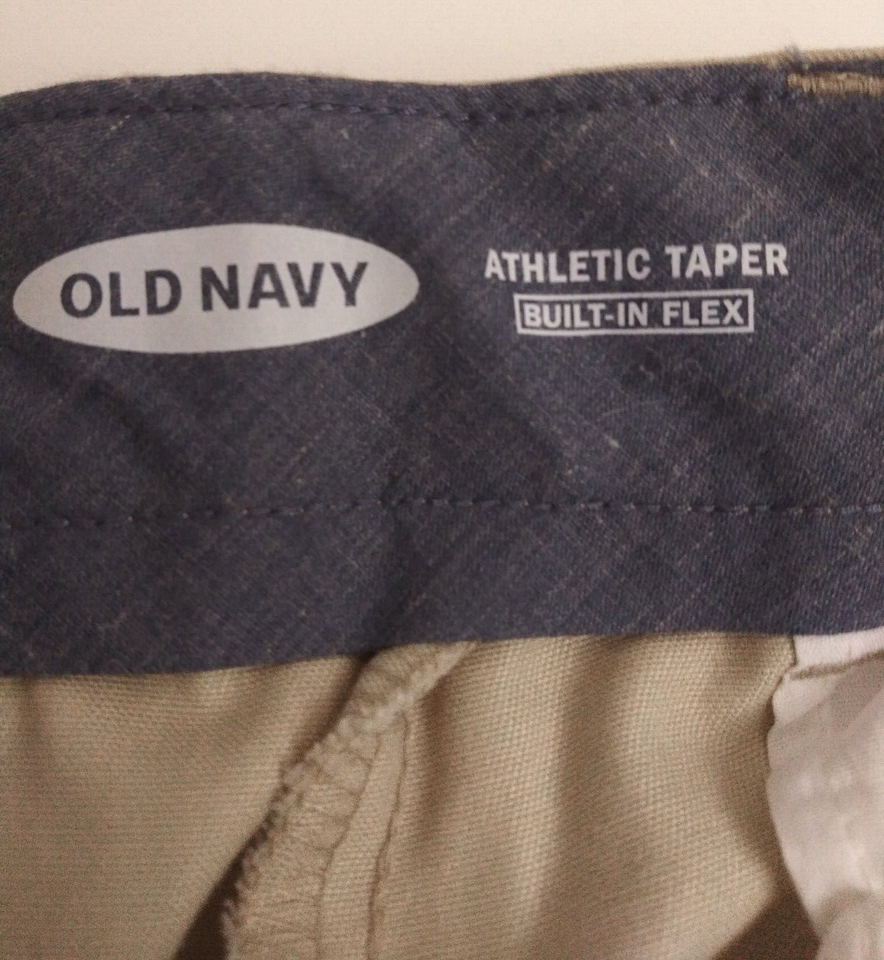 OLD NAVY
ATHLETIC TAPER
BUILT-IN FLEX